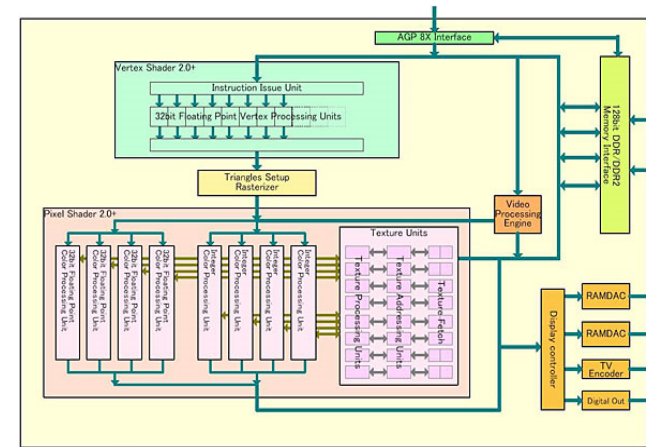 AGP 8X Interface
Vertex Shader 2.0+
Instruction Issue Unit
32bit Floating Point Vertex Processing Units
128bit DDR/DDR2
Memory Interface
Triangles Setup
Rasterizer
Pixel Shader 2.0+
Video
Processing
Engine
Texture Units
32bit Floating Point
Color Processing Unit
32bit Floating Point
Color Processing Unit
32bit Floating Point
Color Processing Unit
32bit Floating Point
Color Processing Unit
Integer
Color Processing Unit
Integer
Color Processing Unit
Integer
Color Processing Unit
Integer
Color Processing Unit
Texture Processing Units
Texture Addressing Units
Texture Fetch
Display controller
RAMDAC
RAMDAC
TV
Encoder
Digital Out